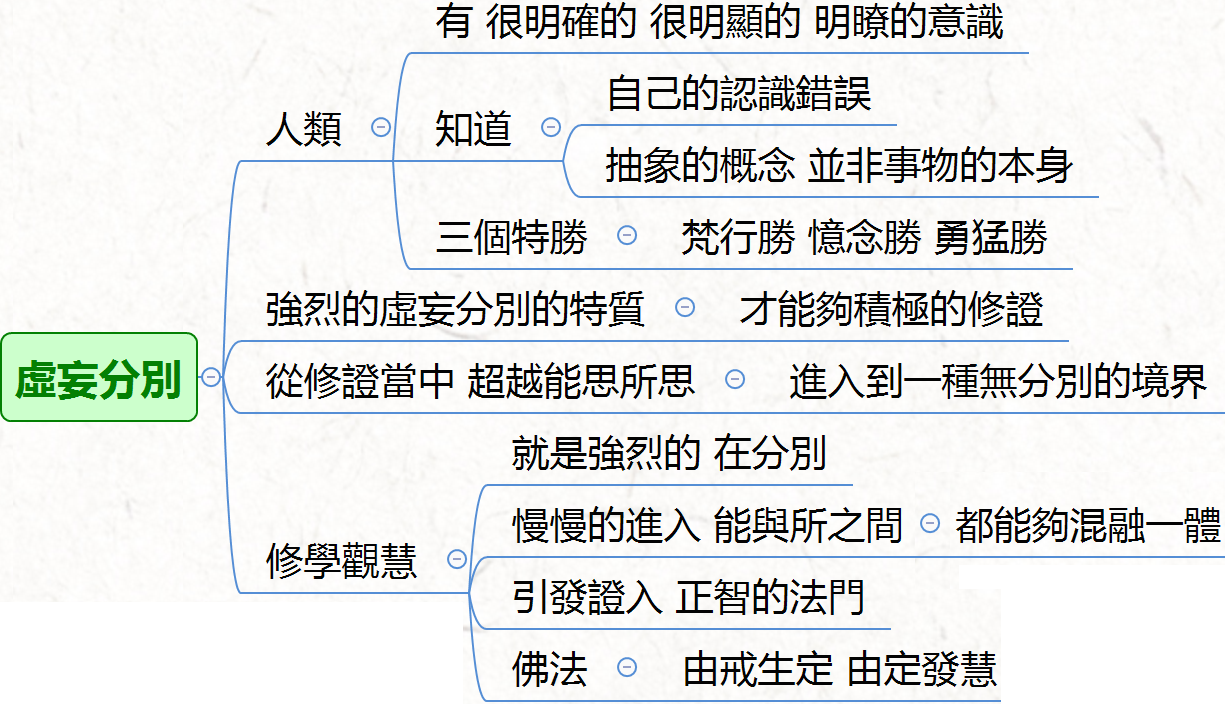 有 很明確的 很明顯的 明瞭的意識
自己的認識錯誤
人類
知道
抽象的概念 並非事物的本身
三個特勝
梵行勝 憶念勝 勇猛勝
強烈的虛妄分別的特質
才能夠積極的修證
虛妄分別
從修證當中 超越能思所思
進入到一種無分別的境界
就是強烈的 在分別
慢慢的進入 能與所之間
都能夠混融一體
修學觀慧
引發證入 正智的法門
佛法
由戒生定 由定發慧